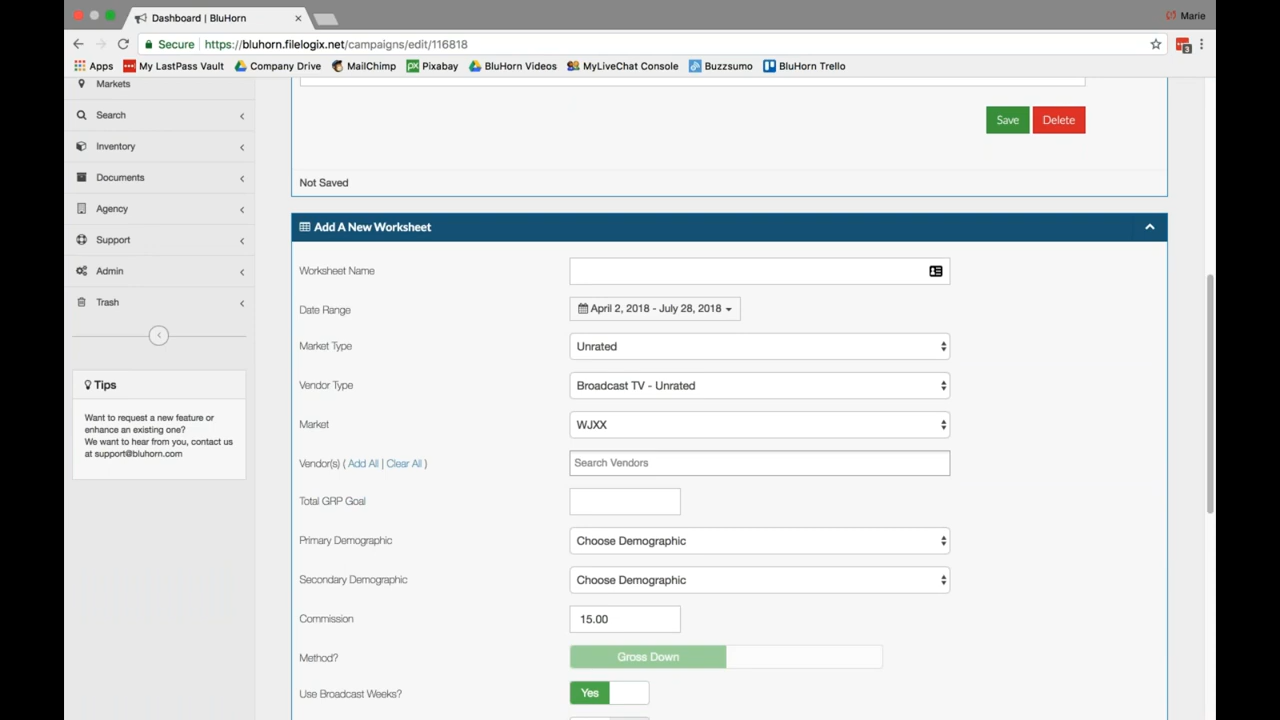 Dashboard | BluHorn
Marie
Secure https://bluhorn.filelogix.net/campaigns/edit/116818
3
Apps My LastPass Vault Company Drive MailChimp Pixabay BluHorn Videos MyLiveChat Console Buzzsumo BluHorn Trello
Markets
Search
Inventory
Documents
Agency
Support
Admin
Trash
Tips
Want to request a new feature or
enhance an existing one?
We want to hear from you, contact us
at support@bluhorn.com
Save Delete
Not Saved
Add A New Worksheet
Worksheet Name
Date Range April 2, 2018 - July 28, 2018
Market Type Unrated
Vendor Type Broadcast TV - Unrated
Market WJXX
Vendor(s) ( Add All | Clear All ) Search Vendors
Total GRP Goal
Primary Demographic Choose Demographic
Secondary Demographic Choose Demographic
Commission 15.00
Method? Gross Down
Use Broadcast Weeks? Yes